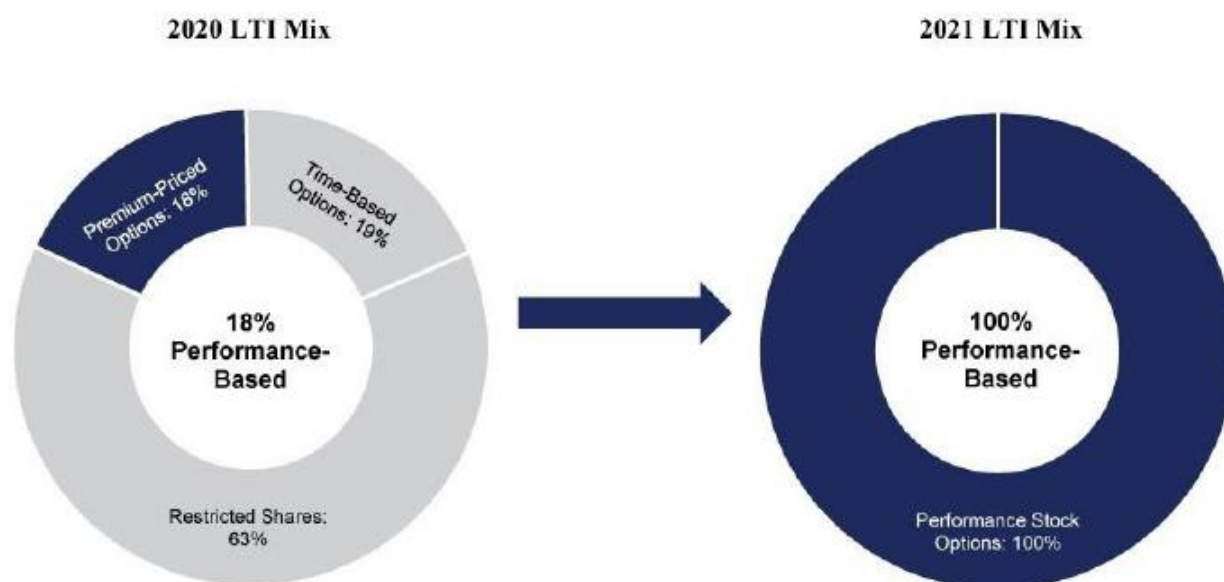 2020 LTI Mix
2021 LTI Mix
Premium-Priced
Options: 18%
Time-Based
Options: 19%
18%
Performance-
Based
Restricted Shares:
63%
100%
Performance-
Based
Performance Stock
Options: 100%